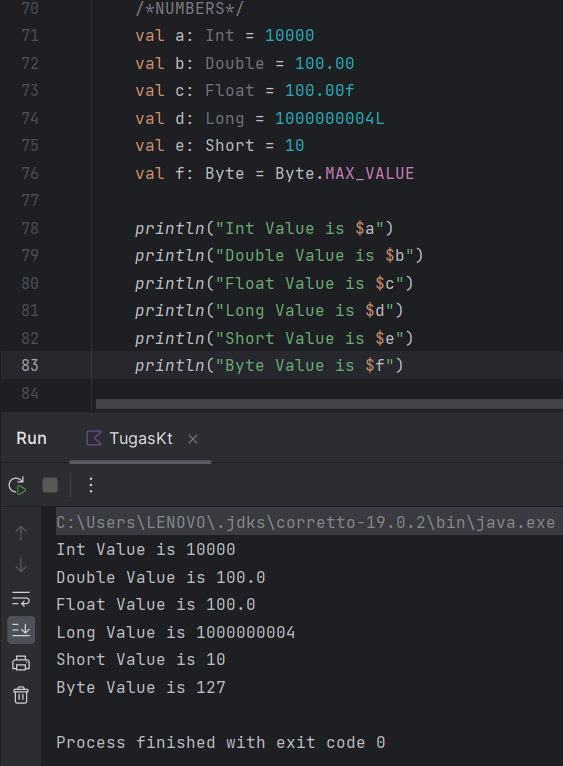 70 /*NUMBERS*/
71 val a: Int = 10000
72 val b: Double = 100.00
73 val c: Float = 100.00f
74 val d: Long = 1000000004L
75 val e: Short = 10
76 val f: Byte = Byte.MAX_VALUE
77
78 println("Int Value is $a")
79 println("Double Value is $b")
80 println("Float Value is $c")
81 println("Long Value is $d")
82 println("Short Value is $e")
83 println("Byte Value is $f")
84
Run TugasKt
C:\Users\LENOVO\.jdks\corretto-19.0.2\bin\java.exe
Int Value is 10000
Double Value is 100.0
Float Value is 100.0
Long Value is 1000000004
Short Value is 10
Byte Value is 127
Process finished with exit code 0